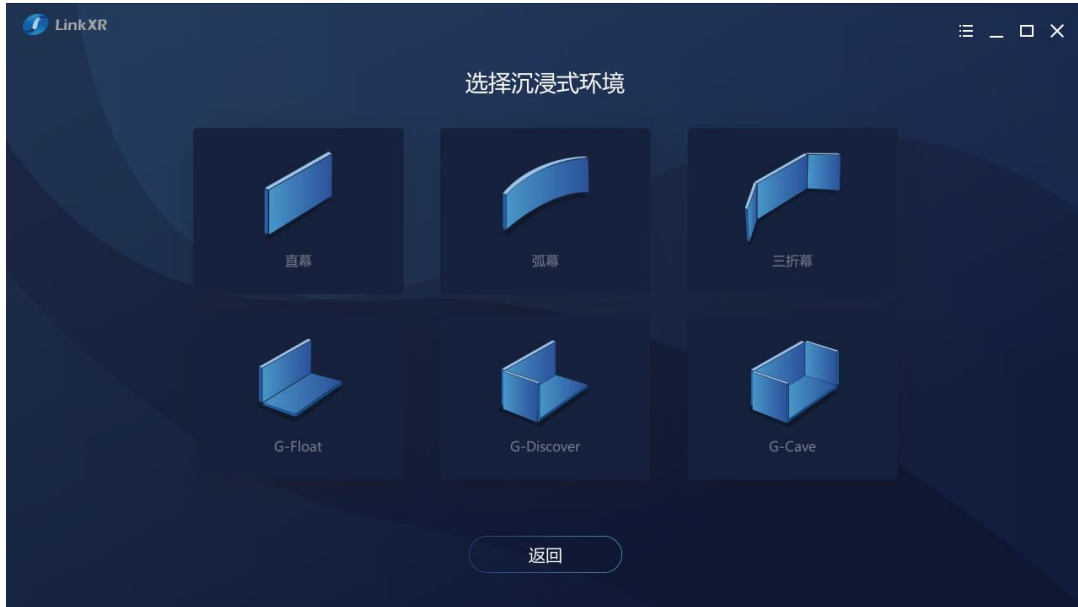 LinkXR
选择沉浸式环境
直幕
弧幕
三折幕
G-Float
G-Discover
G-Cave
返回